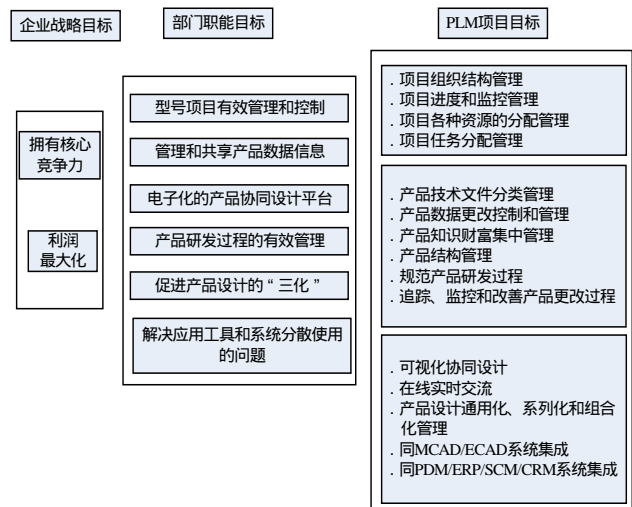 企业战略目标
部门职能目标
PLM项目目标
拥有核心
竞争力
利润
最大化
型号项目有效管理和控制
管理和共享产品数据信息
电子化的产品协同设计平台
产品研发过程的有效管理
促进产品设计的“三化”
解决应用工具和系统分散使用
的问题
. 项目组织结构管理
. 项目进度和监控管理
. 项目各种资源的分配管理
. 项目任务分配管理
. 产品技术文件分类管理
. 产品数据更改控制和管理
. 产品知识财富集中管理
. 产品结构管理
. 规范产品研发过程
. 追踪、监控和改善产品更改过程
. 可视化协同设计
. 在线实时交流
. 产品设计通用化、系列化和组合
化管理
. 同MCAD/ECAD系统集成
. 同PDM/ERP/SCM/CRM系统集成